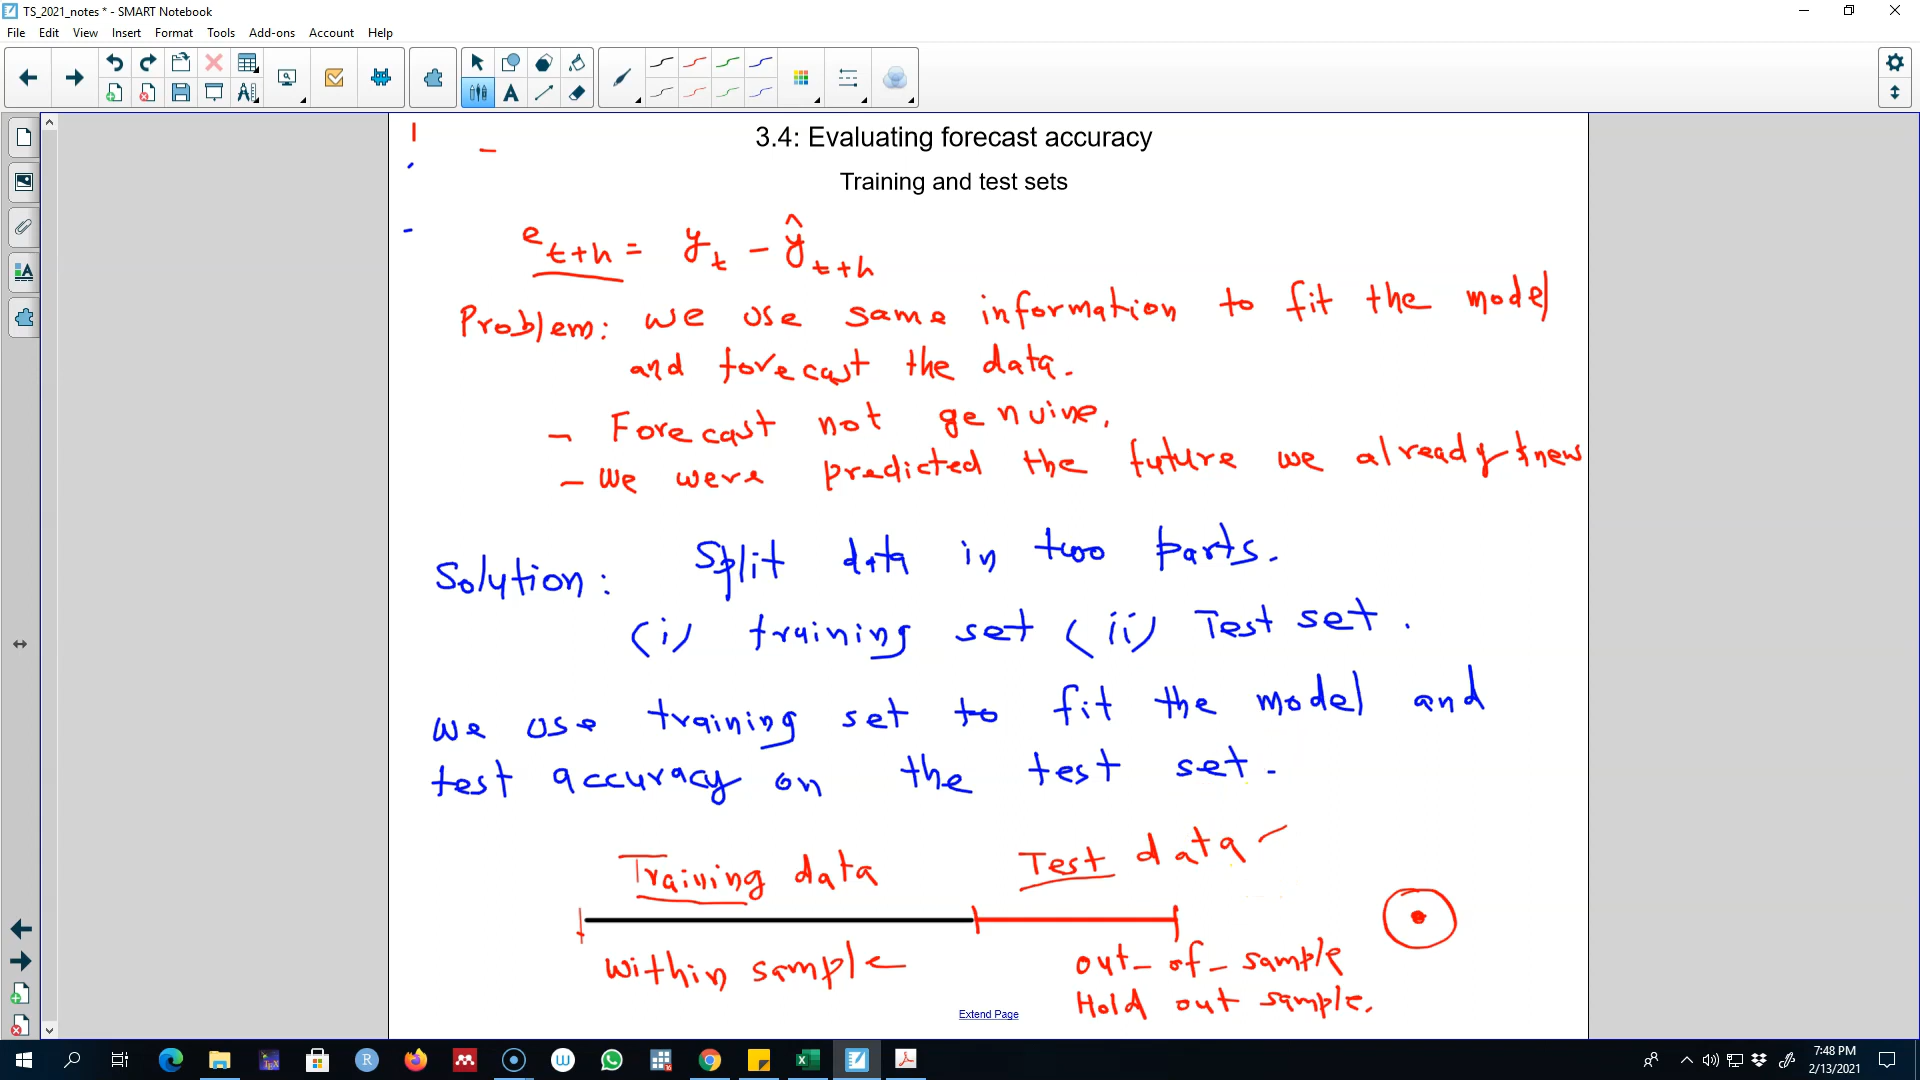 TS_2021_notes * - SMART Notebook
File Edit View Insert Format Tools Add-ons Account Help
3.4: Evaluating forecast accuracy
Training and test sets
e t+h = y t - ŷ t+h
Problem: we use same information to fit the model
and forecast the data.
- Forecast not genuine.
- We were predicted the future we already knew
Solution: Split data in two parts.
(i) training set (ii) Test set.
we use training set to fit the model and
test accuracy on the test set.
Training data Test data
within sample out-of-sample
Hold out sample.
Extend Page
7:48 PM
2/13/2021